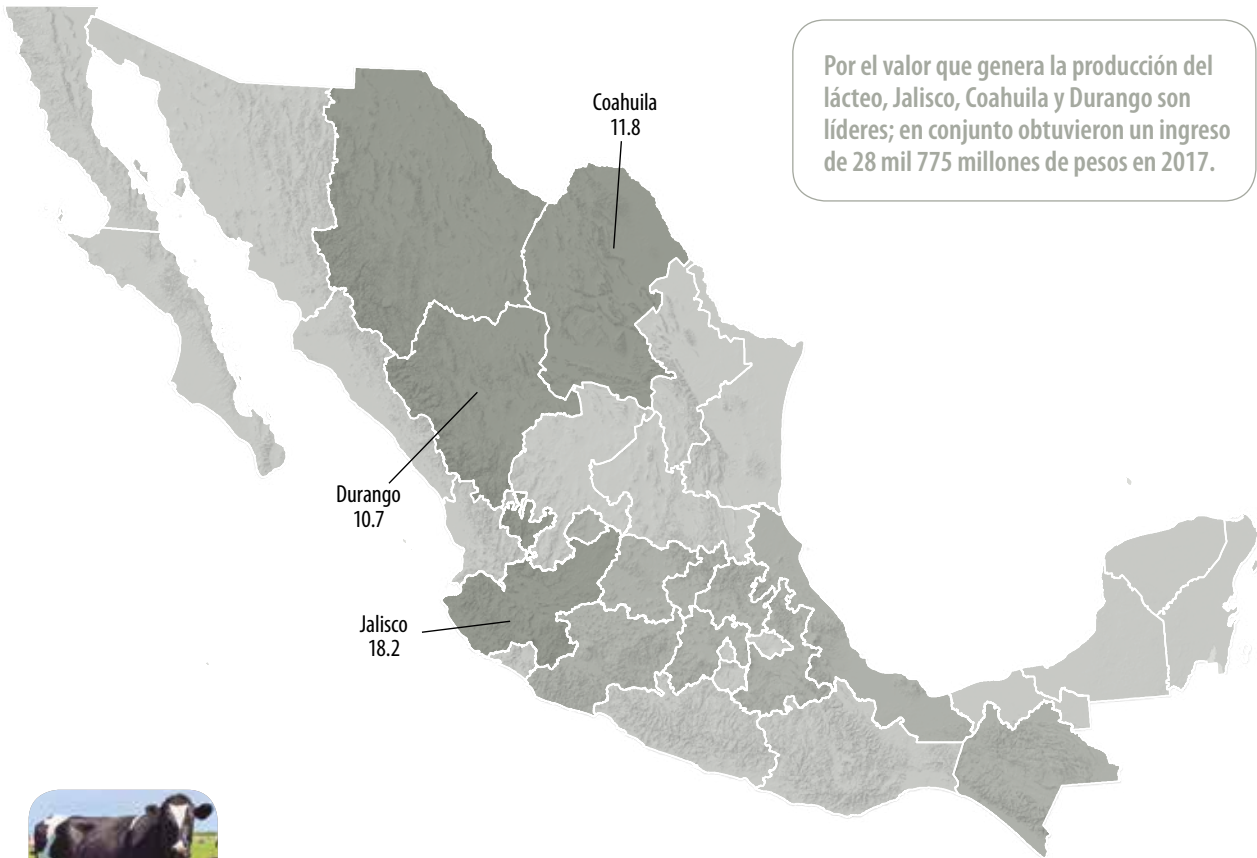 Por el valor que genera la producción del
lácteo, Jalisco, Coahuila y Durango son
líderes; en conjunto obtuvieron un ingreso
de 28 mil 775 millones de pesos en 2017.
Coahuila
11.8
Durango
10.7
Jalisco
18.2